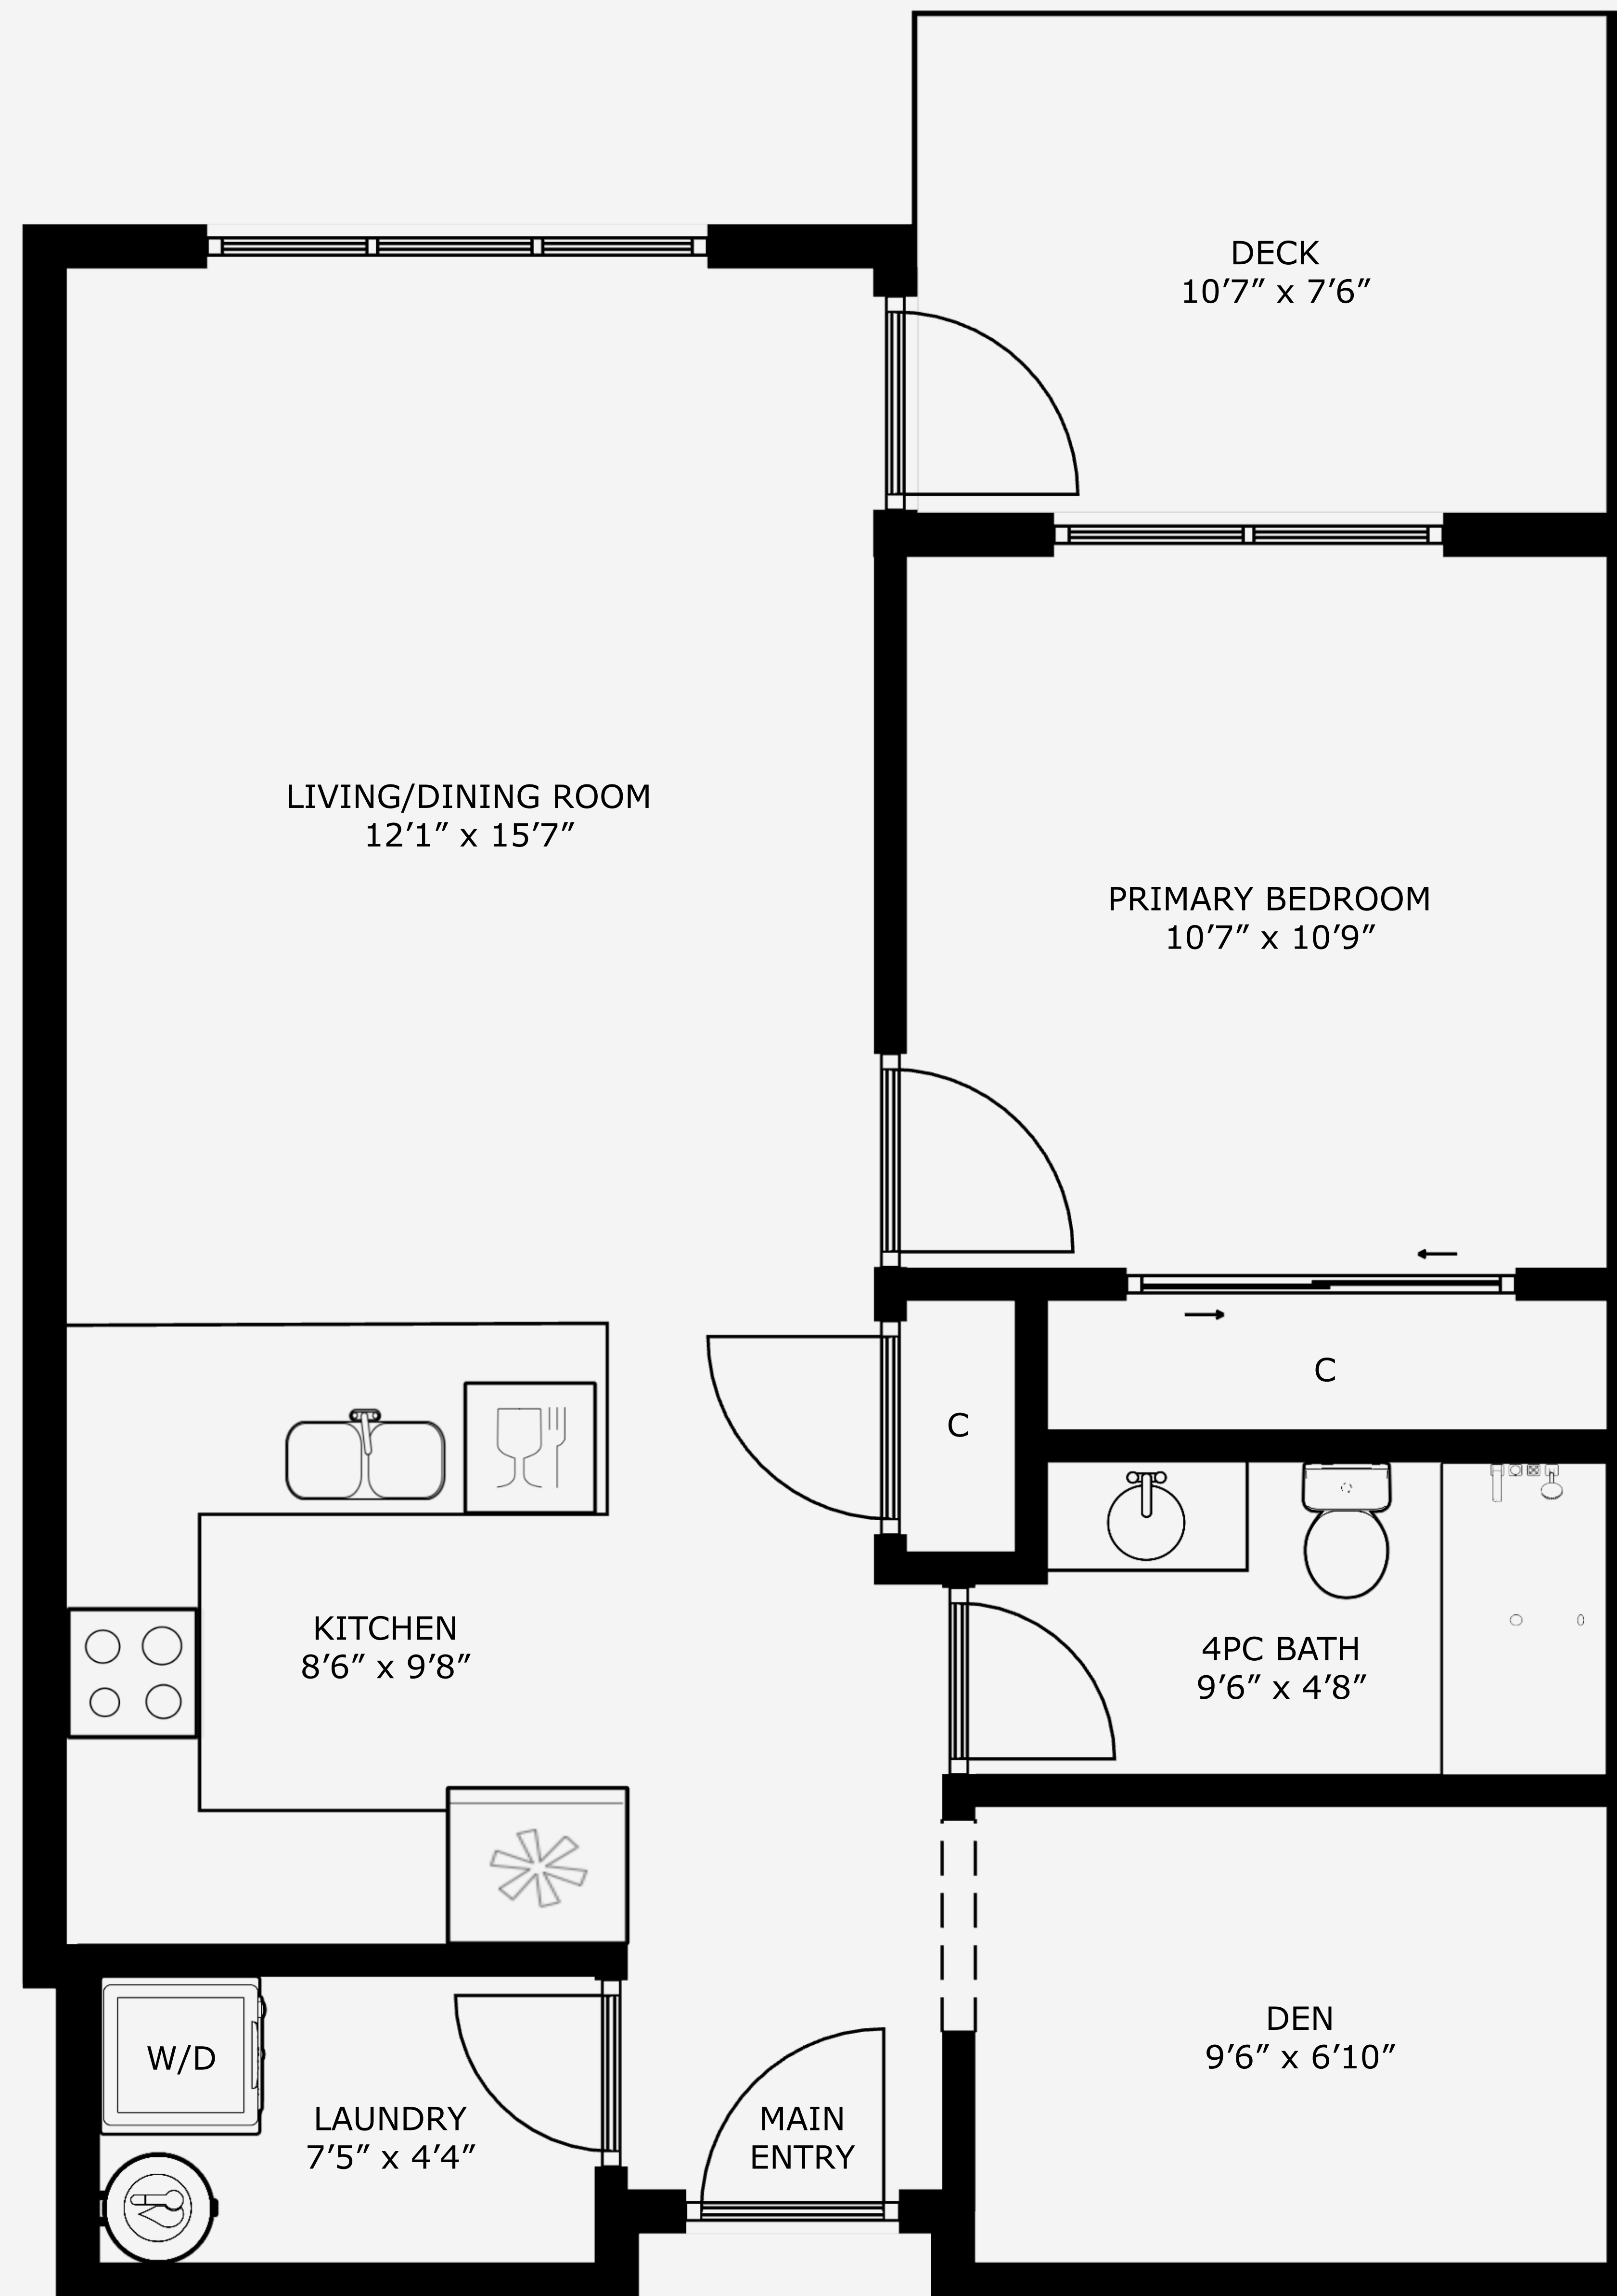 DECK
10′7″ x 7′6″
LIVING/DINING ROOM
12′1″ x 15′7″
PRIMARY BEDROOM
10′7″ x 10′9″
C
C
KITCHEN
8′6″ x 9′8″
4PC BATH
9′6″ x 4′8″
DEN
9′6″ x 6′10″
W/D
LAUNDRY
7′5″ x 4′4″
MAIN
ENTRY